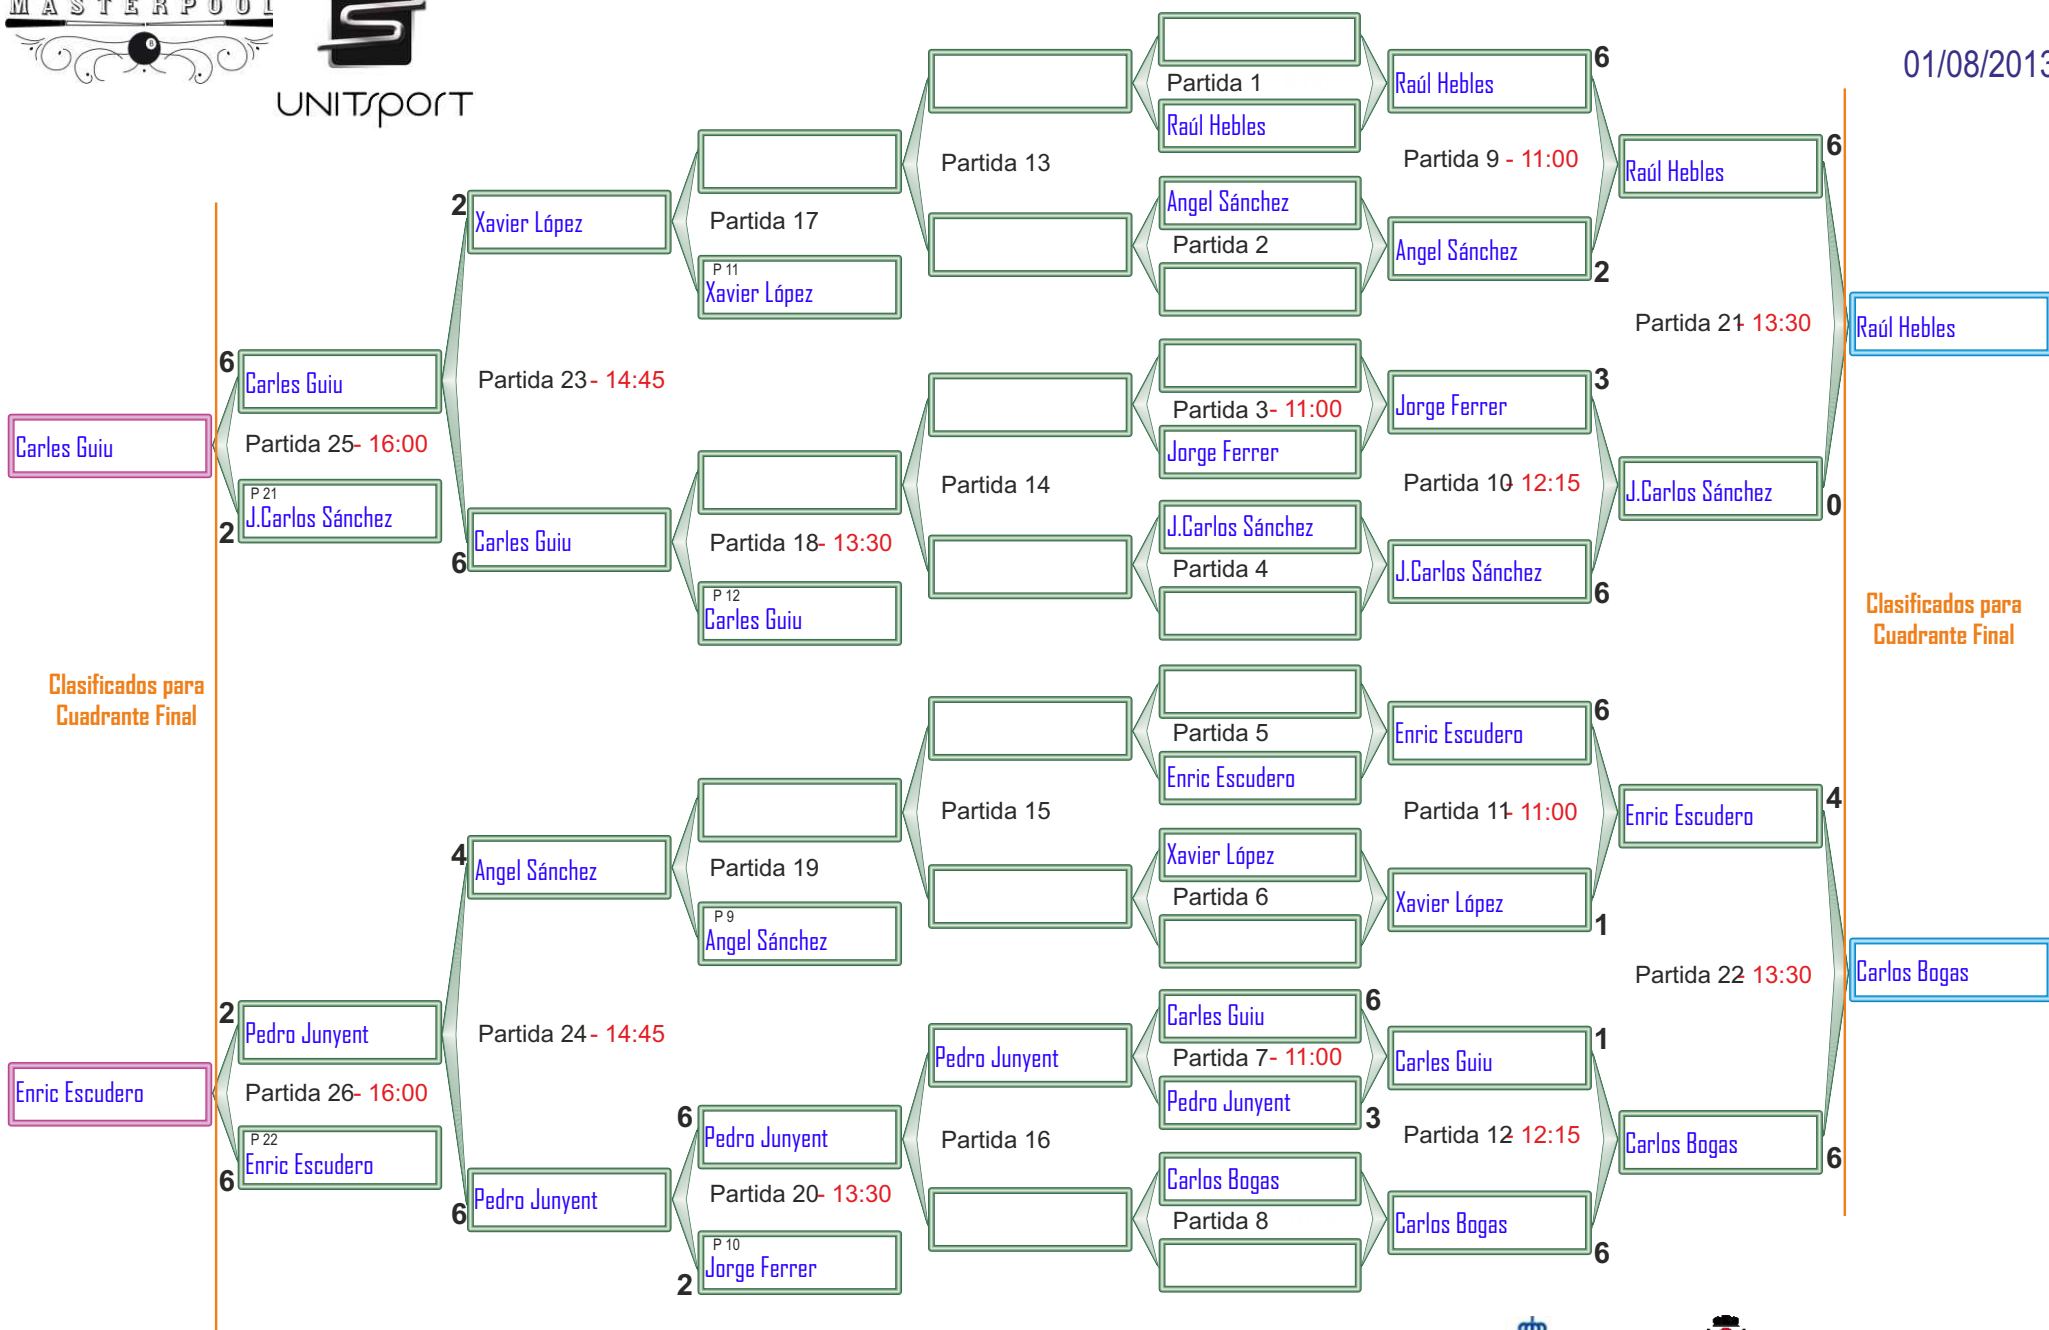 MASTERPOOL
UNITSPORT
01/08/2013
Carles Guiu
Enric Escudero
Clasificados para
Cuadrante Final
6
Carles Guiu
Partida 25- 16:00
P 21
J.Carlos Sánchez
2
2
Pedro Junyent
Partida 26- 16:00
P 22
Enric Escudero
6
2
Xavier López
Partida 23- 14:45
Carles Guiu
6
4
Angel Sánchez
Partida 24- 14:45
Pedro Junyent
6
Partida 17
P 11
Xavier López
Partida 18- 13:30
P 12
Carles Guiu
Partida 19
P 9
Angel Sánchez
6
Pedro Junyent
Partida 20- 13:30
P 10
Jorge Ferrer
2
Partida 13
Partida 14
Partida 15
Pedro Junyent
Partida 16
Partida 1
Raúl Hebles
Angel Sánchez
Partida 2
Partida 3- 11:00
Jorge Ferrer
J.Carlos Sánchez
Partida 4
Partida 5
Enric Escudero
Xavier López
Partida 6
Carles Guiu
6
Partida 7- 11:00
Pedro Junyent
3
Carlos Bogas
Partida 8
6
Raúl Hebles
Partida 9 - 11:00
Angel Sánchez
2
3
Jorge Ferrer
Partida 10- 12:15
J.Carlos Sánchez
6
6
Enric Escudero
Partida 11- 11:00
Xavier López
1
1
Carles Guiu
Partida 12- 12:15
Carlos Bogas
6
6
Raúl Hebles
Partida 21- 13:30
J.Carlos Sánchez
0
4
Enric Escudero
Partida 22- 13:30
Carlos Bogas
6
Raúl Hebles
Clasificados para
Cuadrante Final
Carlos Bogas